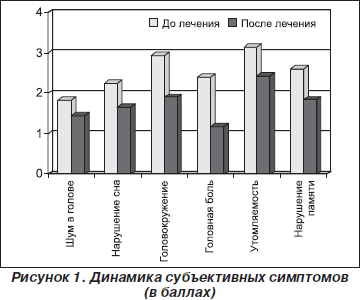 4
3
2
1
0
До лечения
После лечения
Шум в голове
Нарушение сна
Головокружение
Головная боль
Утомляемость
Нарушение
памяти
Рисунок 1. Динамика субъективных симптомов
(в баллах)